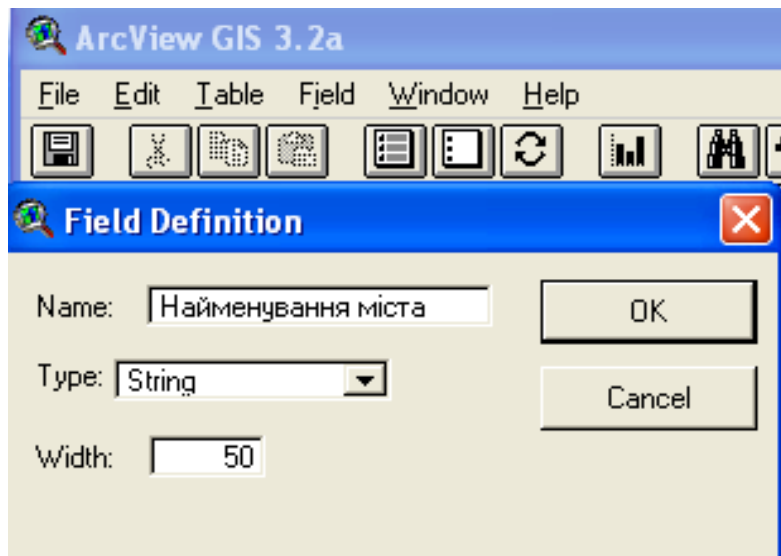 ArcView GIS 3.2a
File Edit Table Field Window Help
Field Definition
Name: Найменування міста OK
Type: String Cancel
Width: 50